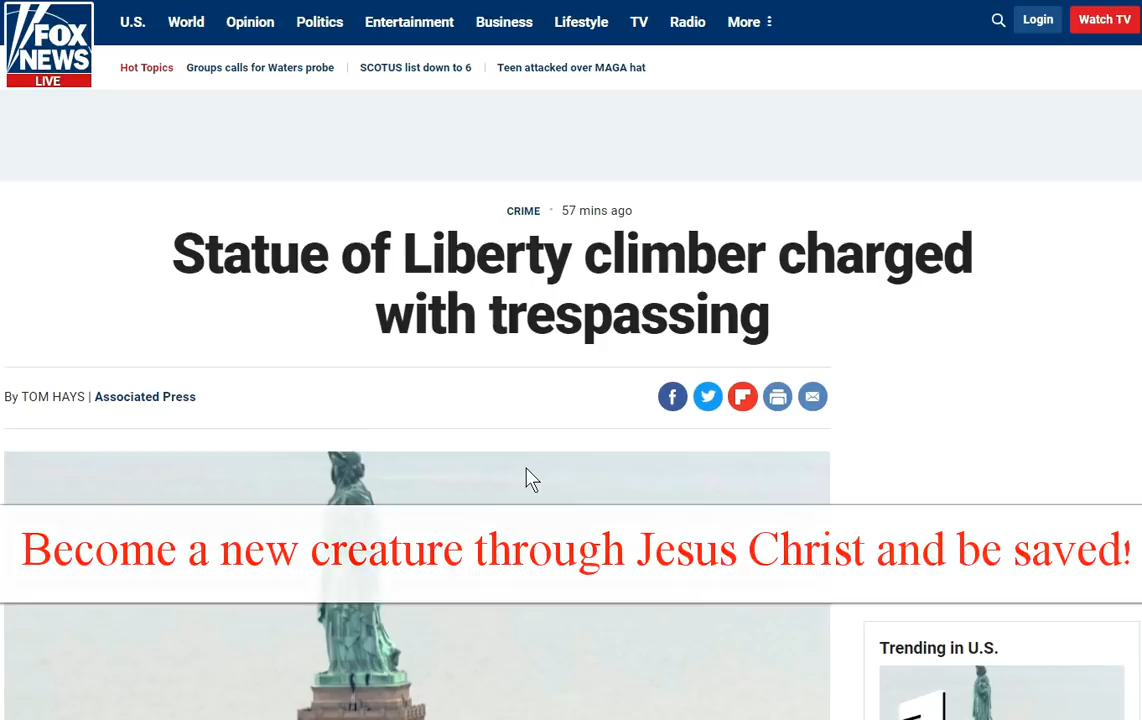 FOX
NEWS
LIVE
U.S. World Opinion Politics Entertainment Business Lifestyle TV Radio More Login Watch TV
Hot Topics Groups calls for Waters probe SCOTUS list down to 6 Teen attacked over MAGA hat
CRIME · 57 mins ago
Statue of Liberty climber charged
with trespassing
By TOM HAYS | Associated Press
Become a new creature through Jesus Christ and be saved!
Trending in U.S.